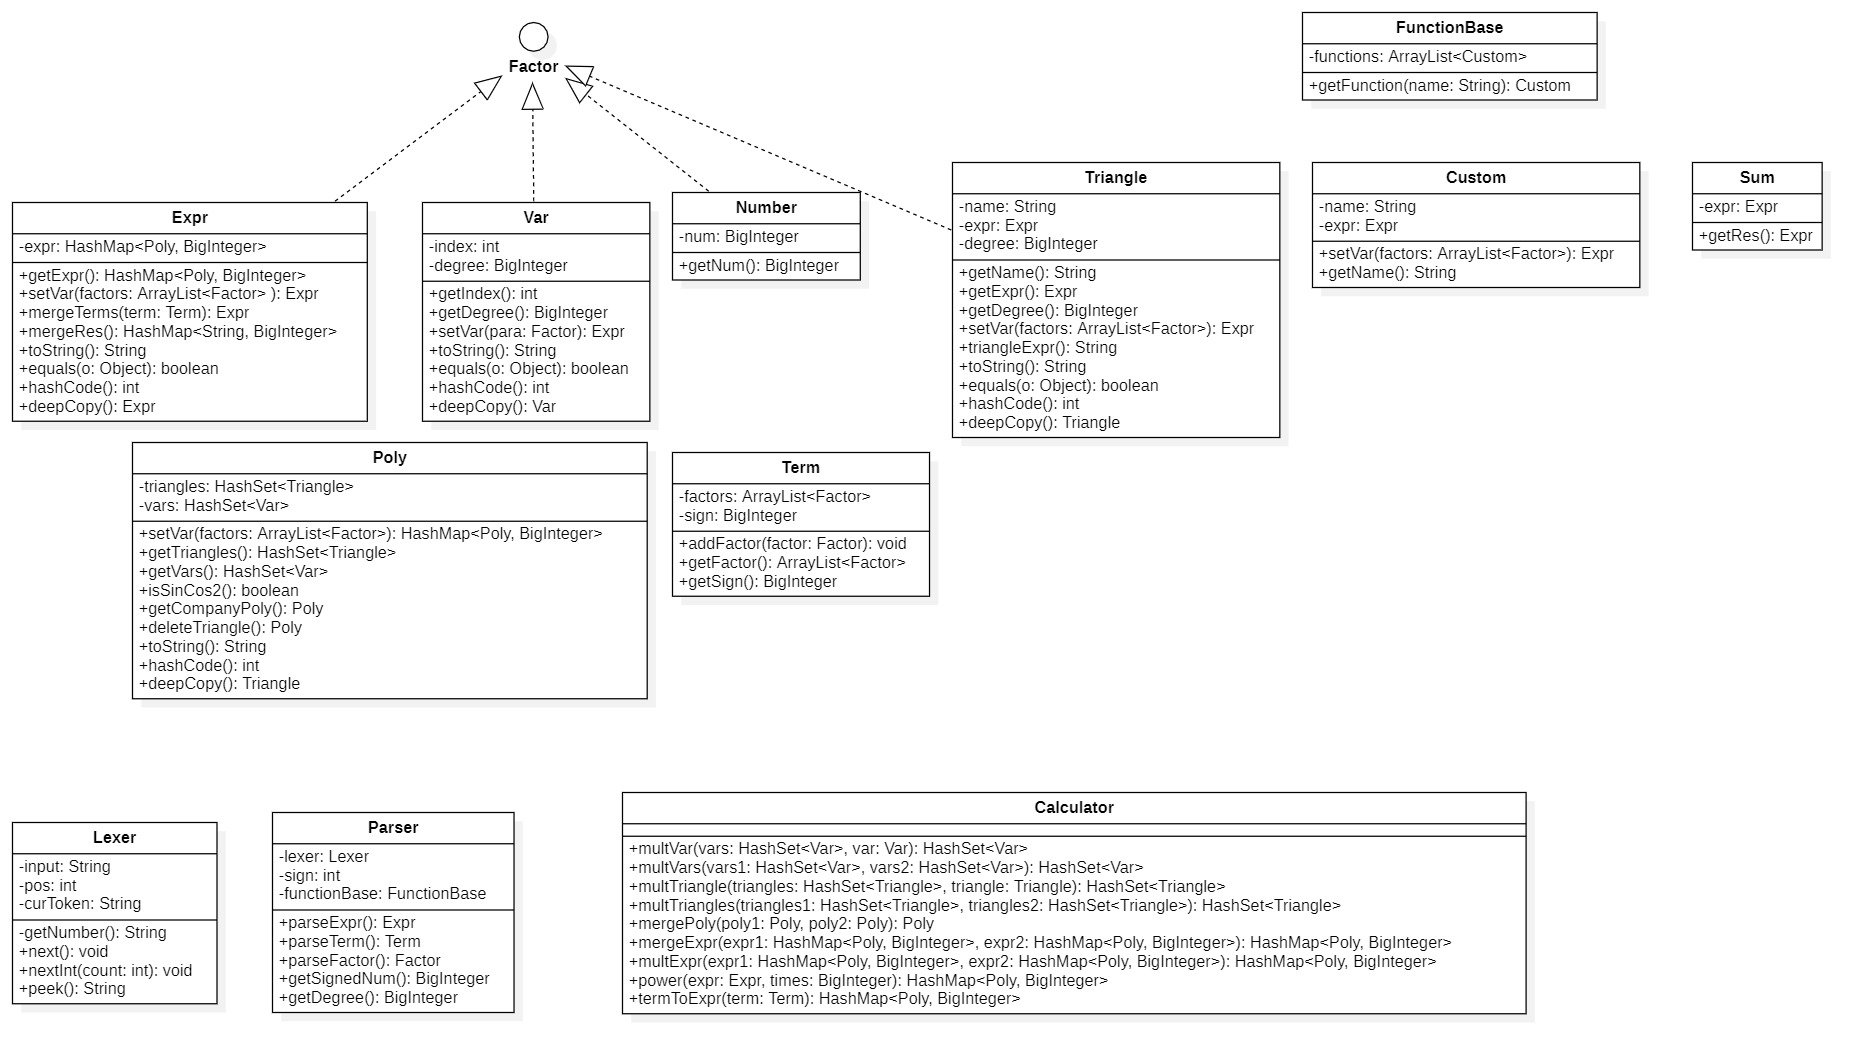 Factor
FunctionBase
-functions: ArrayList<Custom>
+getFunction(name: String): Custom
Expr
-expr: HashMap<Poly, BigInteger>
+getExpr(): HashMap<Poly, BigInteger>
+setVar(factors: ArrayList<Factor> ): Expr
+mergeTerms(term: Term): Expr
+mergeRes(): HashMap<String, BigInteger>
+toString(): String
+equals(o: Object): boolean
+hashCode(): int
+deepCopy(): Expr
Var
-index: int
-degree: BigInteger
+getIndex(): int
+getDegree(): BigInteger
+setVar(para: Factor): Expr
+toString(): String
+equals(o: Object): boolean
+hashCode(): int
+deepCopy(): Var
Number
-num: BigInteger
+getNum(): BigInteger
Triangle
-name: String
-expr: Expr
-degree: BigInteger
+getName(): String
+getExpr(): Expr
+getDegree(): BigInteger
+setVar(factors: ArrayList<Factor>): Expr
+triangleExpr(): String
+toString(): String
+equals(o: Object): boolean
+hashCode(): int
+deepCopy(): Triangle
Custom
-name: String
-expr: Expr
+setVar(factors: ArrayList<Factor>): Expr
+getName(): String
Sum
-expr: Expr
+getRes(): Expr
Poly
-triangles: HashSet<Triangle>
-vars: HashSet<Var>
+setVar(factors: ArrayList<Factor>): HashMap<Poly, BigInteger>
+getTriangles(): HashSet<Triangle>
+getVars(): HashSet<Var>
+isSinCos2(): boolean
+getCompanyPoly(): Poly
+deleteTriangle(): Poly
+toString(): String
+hashCode(): int
+deepCopy(): Triangle
Term
-factors: ArrayList<Factor>
-sign: BigInteger
+addFactor(factor: Factor): void
+getFactor(): ArrayList<Factor>
+getSign(): BigInteger
Lexer
-input: String
-pos: int
-curToken: String
-getNumber(): String
+next(): void
+nextInt(count: int): void
+peek(): String
Parser
-lexer: Lexer
-sign: int
-functionBase: FunctionBase
+parseExpr(): Expr
+parseTerm(): Term
+parseFactor(): Factor
+getSignedNum(): BigInteger
+getDegree(): BigInteger
Calculator
+multVar(vars: HashSet<Var>, var: Var): HashSet<Var>
+multVars(vars1: HashSet<Var>, vars2: HashSet<Var>): HashSet<Var>
+multTriangle(triangles: HashSet<Triangle>, triangle: Triangle): HashSet<Triangle>
+multTriangles(triangles1: HashSet<Triangle>, triangles2: HashSet<Triangle>): HashSet<Triangle>
+mergePoly(poly1: Poly, poly2: Poly): Poly
+mergeExpr(expr1: HashMap<Poly, BigInteger>, expr2: HashMap<Poly, BigInteger>): HashMap<Poly, BigInteger>
+multExpr(expr1: HashMap<Poly, BigInteger>, expr2: HashMap<Poly, BigInteger>): HashMap<Poly, BigInteger>
+power(expr: Expr, times: BigInteger): HashMap<Poly, BigInteger>
+termToExpr(term: Term): HashMap<Poly, BigInteger>